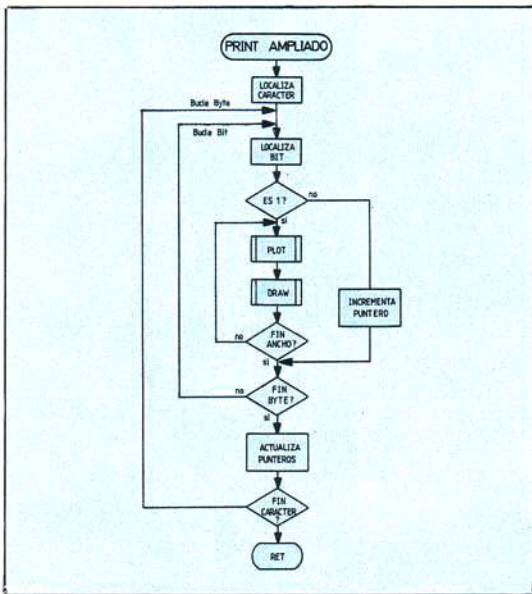 PRINT AMPLIADO
LOCALIZA
CARACTER
Bucle Byte
Bucle Bit
LOCALIZA
BIT
ES 1?
no
si
PLOT
DRAW
INCREMENTA
PUNTERO
FIN
ANCHO?
no
si
FIN
BYTE?
no
si
ACTUALIZA
PUNTEROS
FIN
CARACTER
?
RET